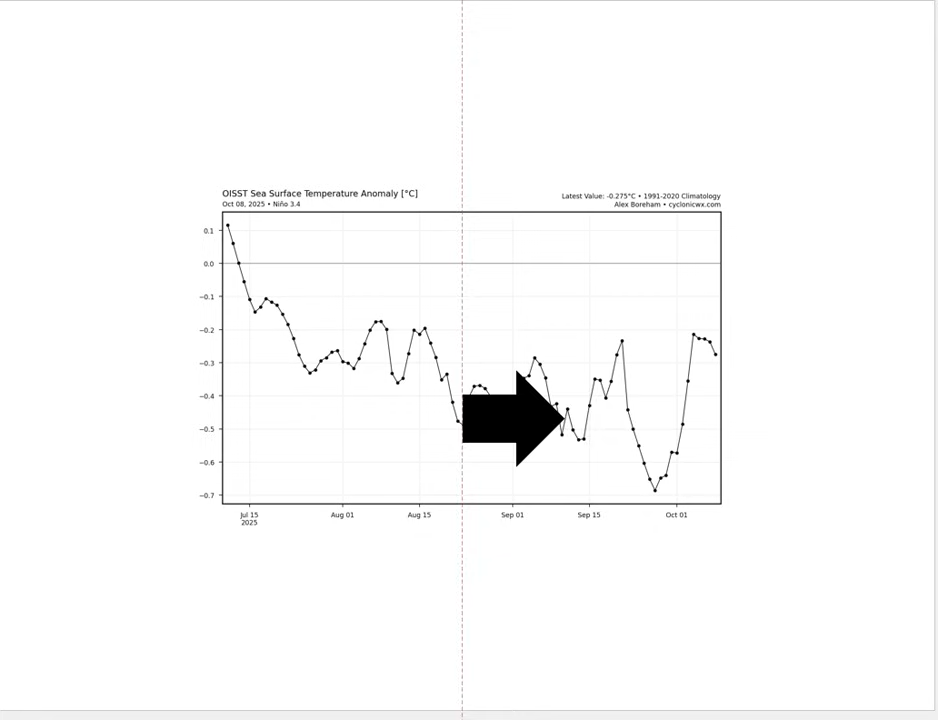 OISST Sea Surface Temperature Anomaly [°C]
Oct 08, 2025 • Niño 3.4
Latest Value: -0.275°C • 1991-2020 Climatology
Alex Boreham • cyclonicwx.com
0.1
0.0
−0.1
−0.2
−0.3
−0.4
−0.5
−0.6
−0.7
Jul 15 Aug 01 Aug 15 Sep 01 Sep 15 Oct 01
2025